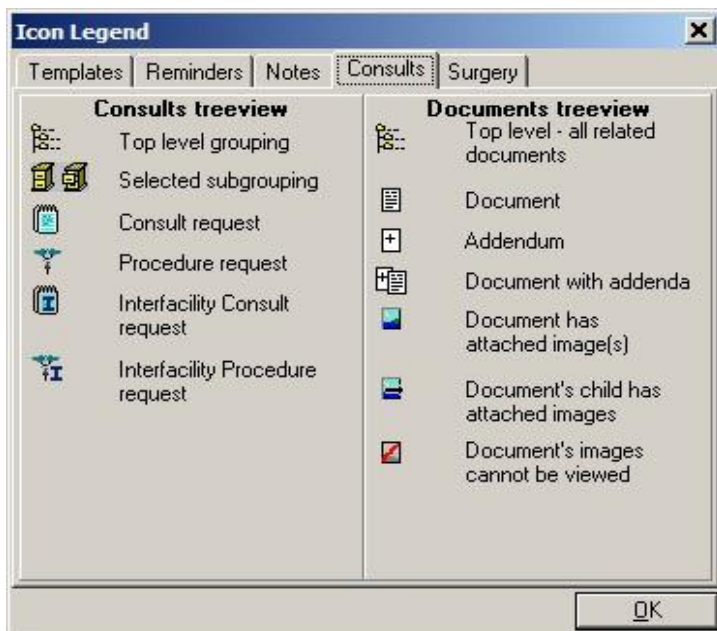 Icon Legend
Templates
Reminders
Notes
Consults
Surgery
Consults treeview
Top level grouping
Selected subgrouping
Consult request
Procedure request
Interfacility Consult
request
Interfacility Procedure
request
Documents treeview
Top level - all related
documents
Document
Addendum
Document with addenda
Document has
attached image(s)
Document's child has
attached images
Document's images
cannot be viewed
OK